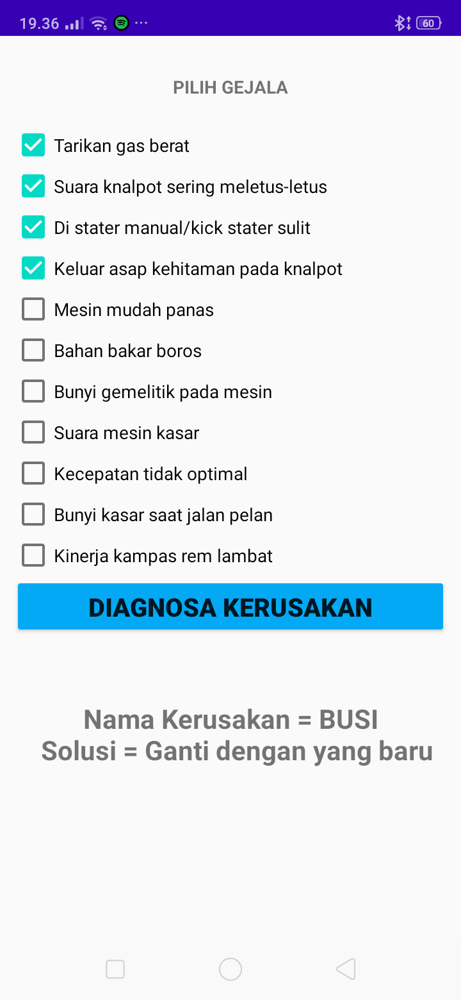 19.36
60
PILIH GEJALA
Tarikan gas berat
Suara knalpot sering meletus-letus
Di stater manual/kick stater sulit
Keluar asap kehitaman pada knalpot
Mesin mudah panas
Bahan bakar boros
Bunyi gemelitik pada mesin
Suara mesin kasar
Kecepatan tidak optimal
Bunyi kasar saat jalan pelan
Kinerja kampas rem lambat
DIAGNOSA KERUSAKAN
Nama Kerusakan = BUSI
Solusi = Ganti dengan yang baru